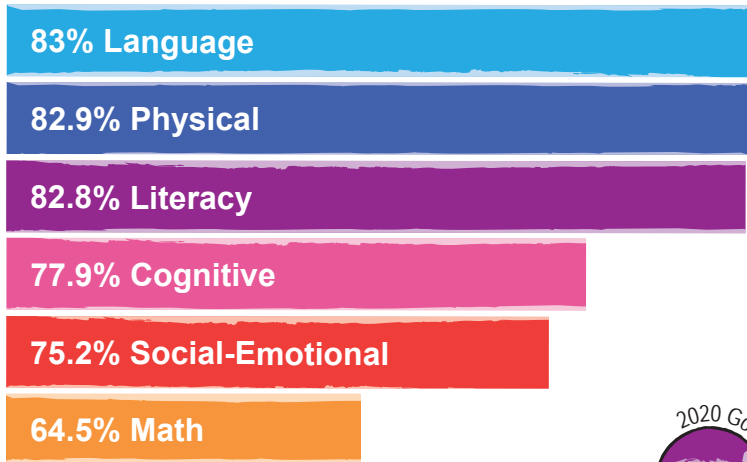 83% Language
82.9% Physical
82.8% Literacy
77.9% Cognitive
75.2% Social-Emotional
64.5% Math
2020